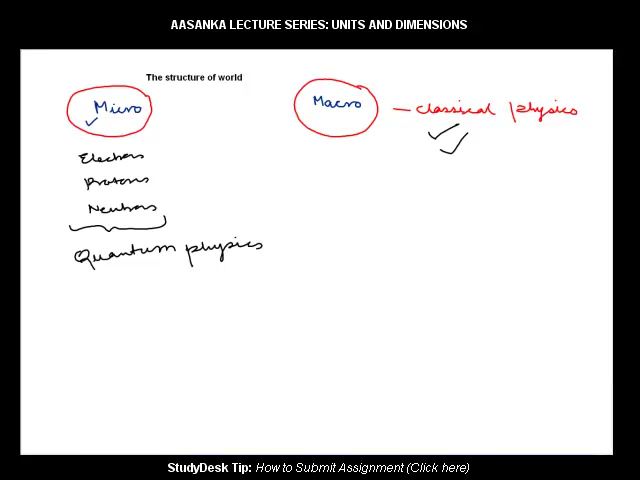 AASANKA LECTURE SERIES: UNITS AND DIMENSIONS
The structure of world
Micro
Macro
— classical physics
Electrons
Protons
Neutrons
Quantum physics
StudyDesk Tip: How to Submit Assignment (Click here)